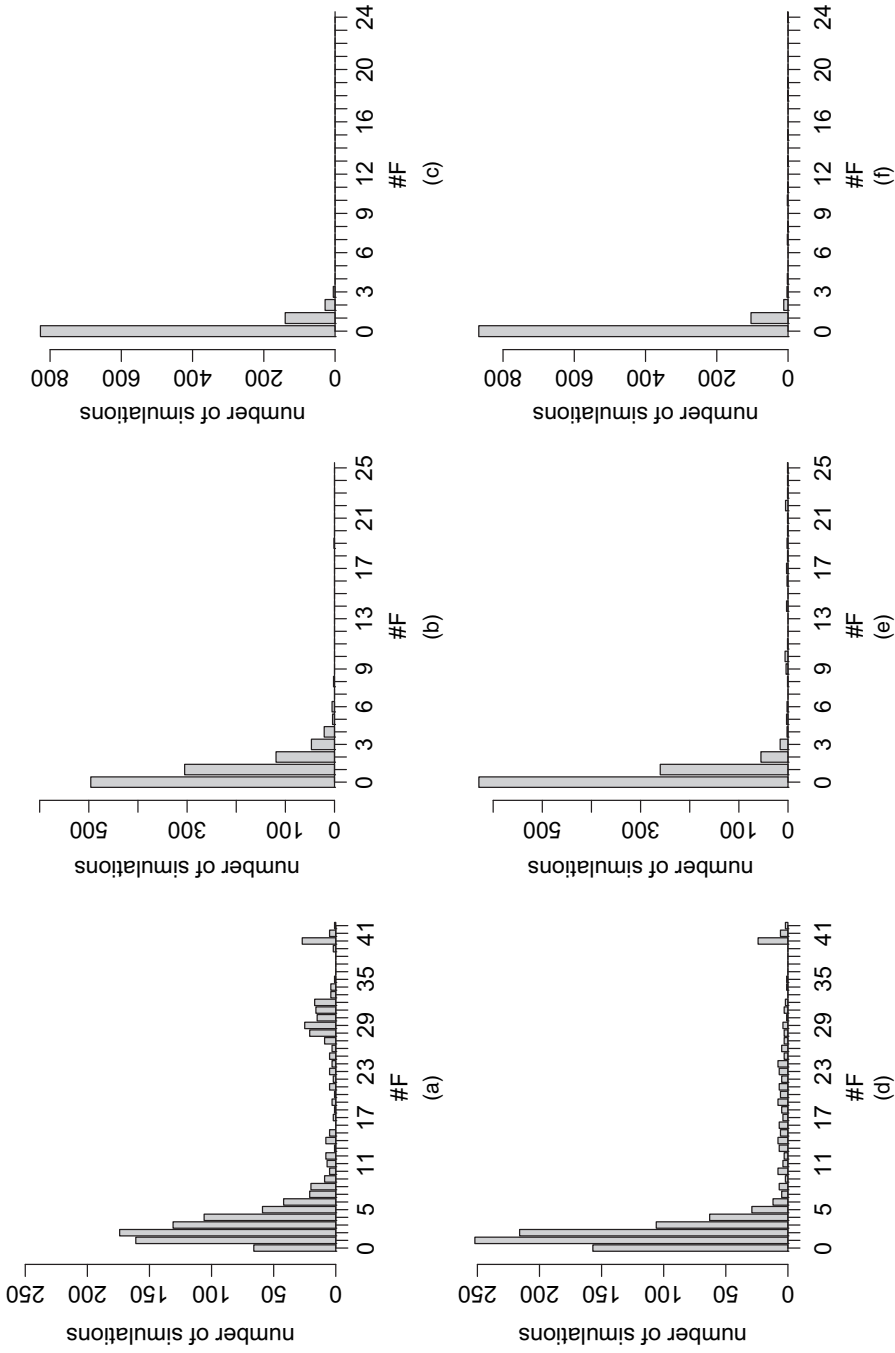 number of simulations
0 50 100 150 200 250
0 5 11 17 23 29 35 41
#F
(a)
number of simulations
0 100 300 500
0 3 6 9 13 17 21 25
#F
(b)
number of simulations
0 200 400 600 800
0 3 6 9 12 16 20 24
#F
(c)
number of simulations
0 50 100 150 200 250
0 5 11 17 23 29 35 41
#F
(d)
number of simulations
0 100 300 500
0 3 6 9 13 17 21 25
#F
(e)
number of simulations
0 200 400 600 800
0 3 6 9 12 16 20 24
#F
(f)